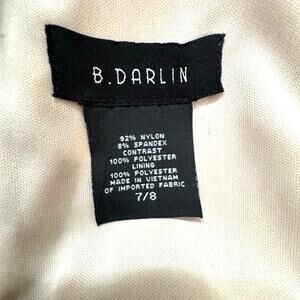 B.DARLIN
92% NYLON
8% SPANDEX
CONTRAST
100% POLYESTER
LINING
100% POLYESTER
MADE IN VIETNAM
OF IMPORTED FABRIC
7/8